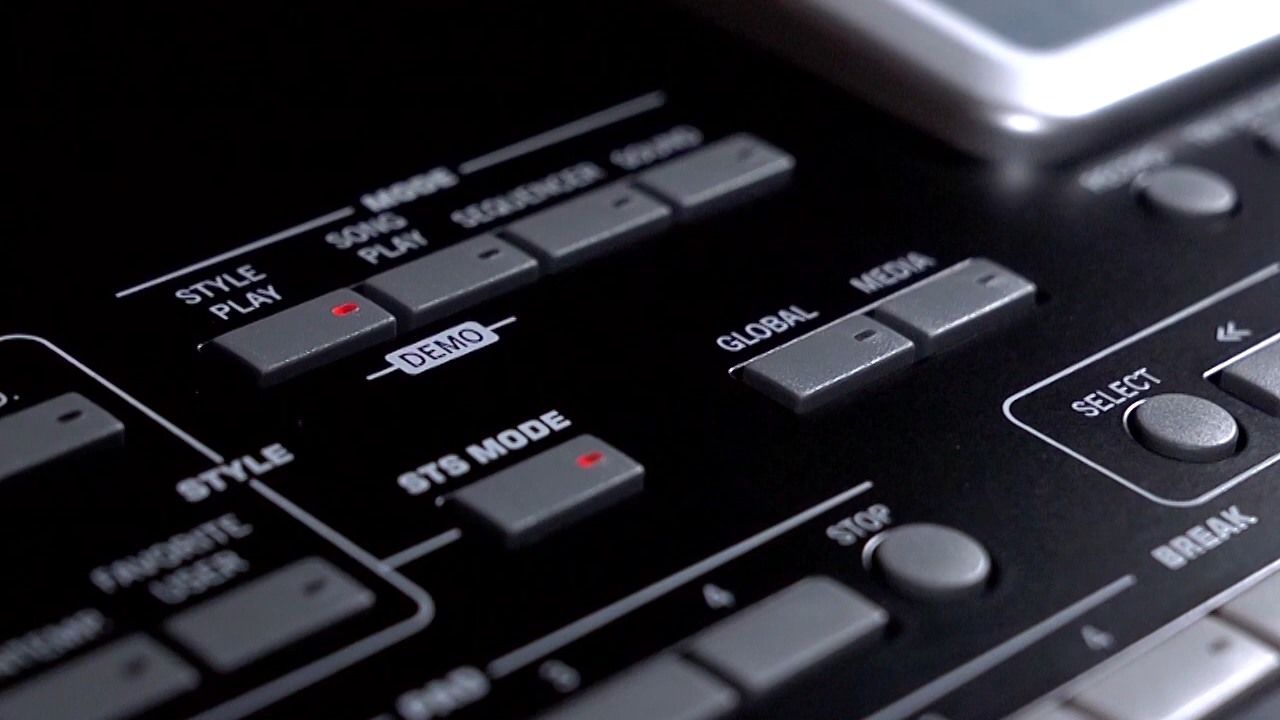 MODE
STYLE
PLAY
SONG
PLAY
SEQUENCER
SOUND
DEMO
GLOBAL
MEDIA
SELECT
STS MODE
STYLE
FAVORITE
USER
STOP
BREAK
PAD
3
4
4